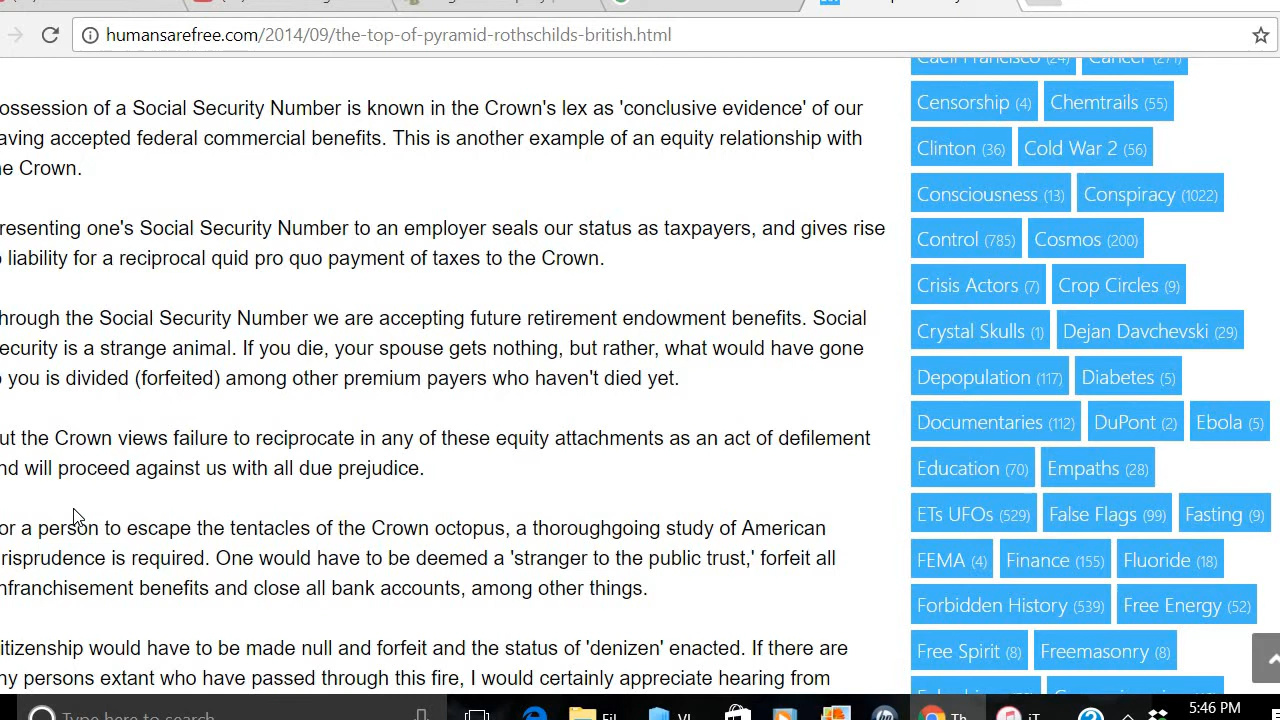 humansarefree.com/2014/09/the-top-of-pyramid-rothschilds-british.html
ossession of a Social Security Number is known in the Crown's lex as 'conclusive evidence' of our
aving accepted federal commercial benefits. This is another example of an equity relationship with
e Crown.
resenting one's Social Security Number to an employer seals our status as taxpayers, and gives rise
liability for a reciprocal quid pro quo payment of taxes to the Crown.
hrough the Social Security Number we are accepting future retirement endowment benefits. Social
ecurity is a strange animal. If you die, your spouse gets nothing, but rather, what would have gone
you is divided (forfeited) among other premium payers who haven't died yet.
ut the Crown views failure to reciprocate in any of these equity attachments as an act of defilement
nd will proceed against us with all due prejudice.
or a person to escape the tentacles of the Crown octopus, a thoroughgoing study of American
risprudence is required. One would have to be deemed a 'stranger to the public trust,' forfeit all
nfranchisement benefits and close all bank accounts, among other things.
itizenship would have to be made null and forfeit and the status of 'denizen' enacted. If there are
ny persons extant who have passed through this fire, I would certainly appreciate hearing from
Caeli Francisco (24) Cancer (271)
Censorship (4) Chemtrails (55)
Clinton (36) Cold War 2 (56)
Consciousness (13) Conspiracy (1022)
Control (785) Cosmos (200)
Crisis Actors (7) Crop Circles (9)
Crystal Skulls (1) Dejan Davchevski (29)
Depopulation (117) Diabetes (5)
Documentaries (112) DuPont (2) Ebola (5)
Education (70) Empaths (28)
ETs UFOs (529) False Flags (99) Fasting (9)
FEMA (4) Finance (155) Fluoride (18)
Forbidden History (539) Free Energy (52)
Free Spirit (8) Freemasonry (8)
Type here to search Fil VI Th iT 5:46 PM